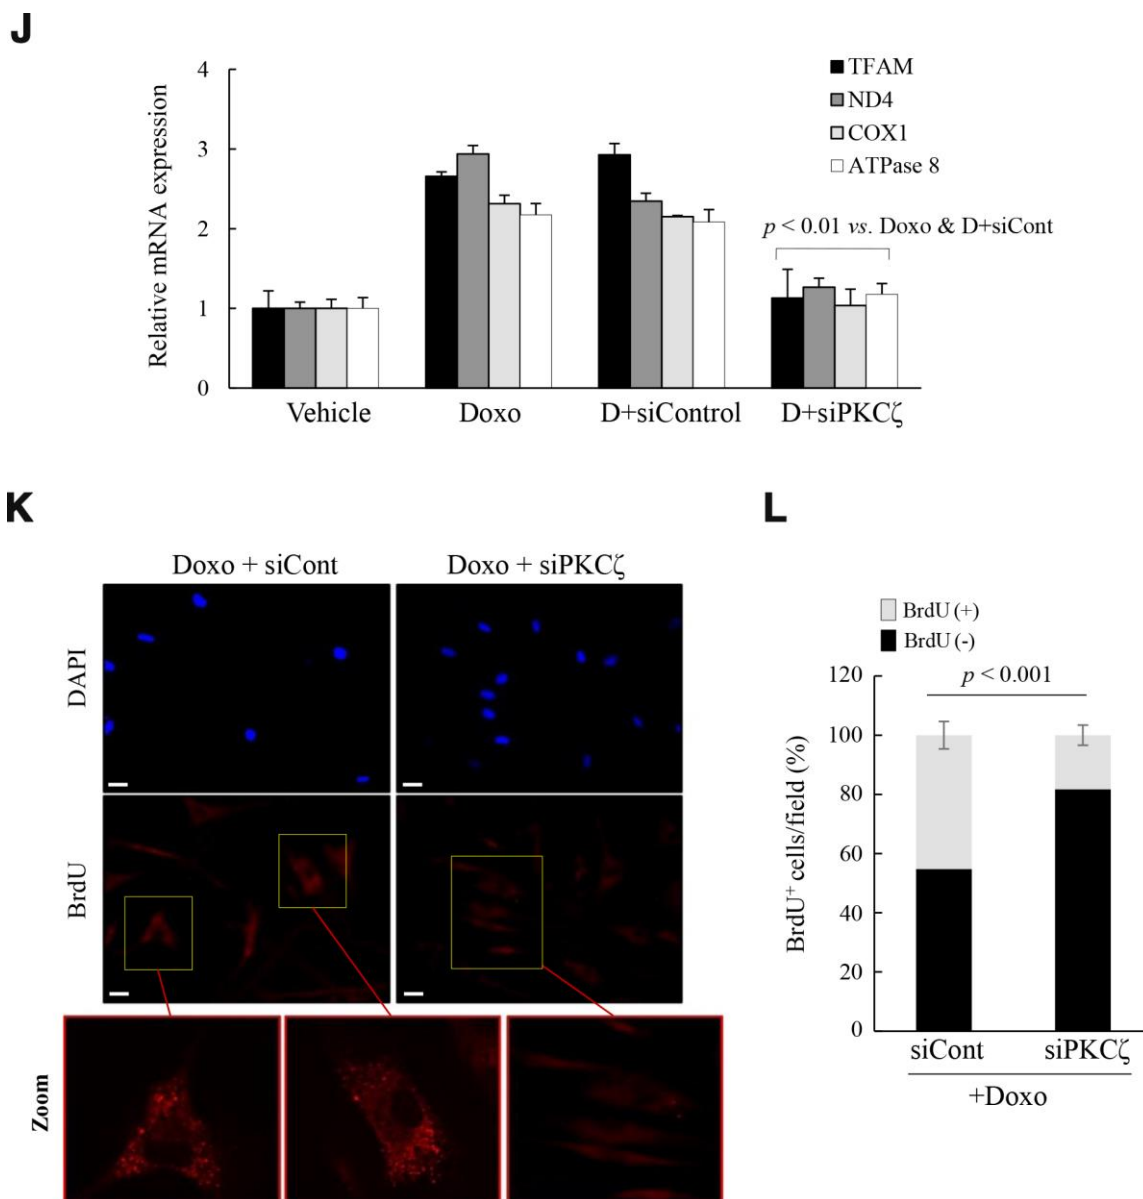 J
4
3
2
1
0
Relative mRNA expression
TFAM
ND4
COX1
ATPase 8
p < 0.01 vs. Doxo & D+siCont
Vehicle Doxo D+siControl D+siPKCζ
K
Doxo + siCont Doxo + siPKCζ
DAPI
BrdU
Zoom
L
BrdU (+)
BrdU (-)
p < 0.001
120
100
80
60
40
20
0
BrdU⁺ cells/field (%)
siCont siPKCζ
+Doxo